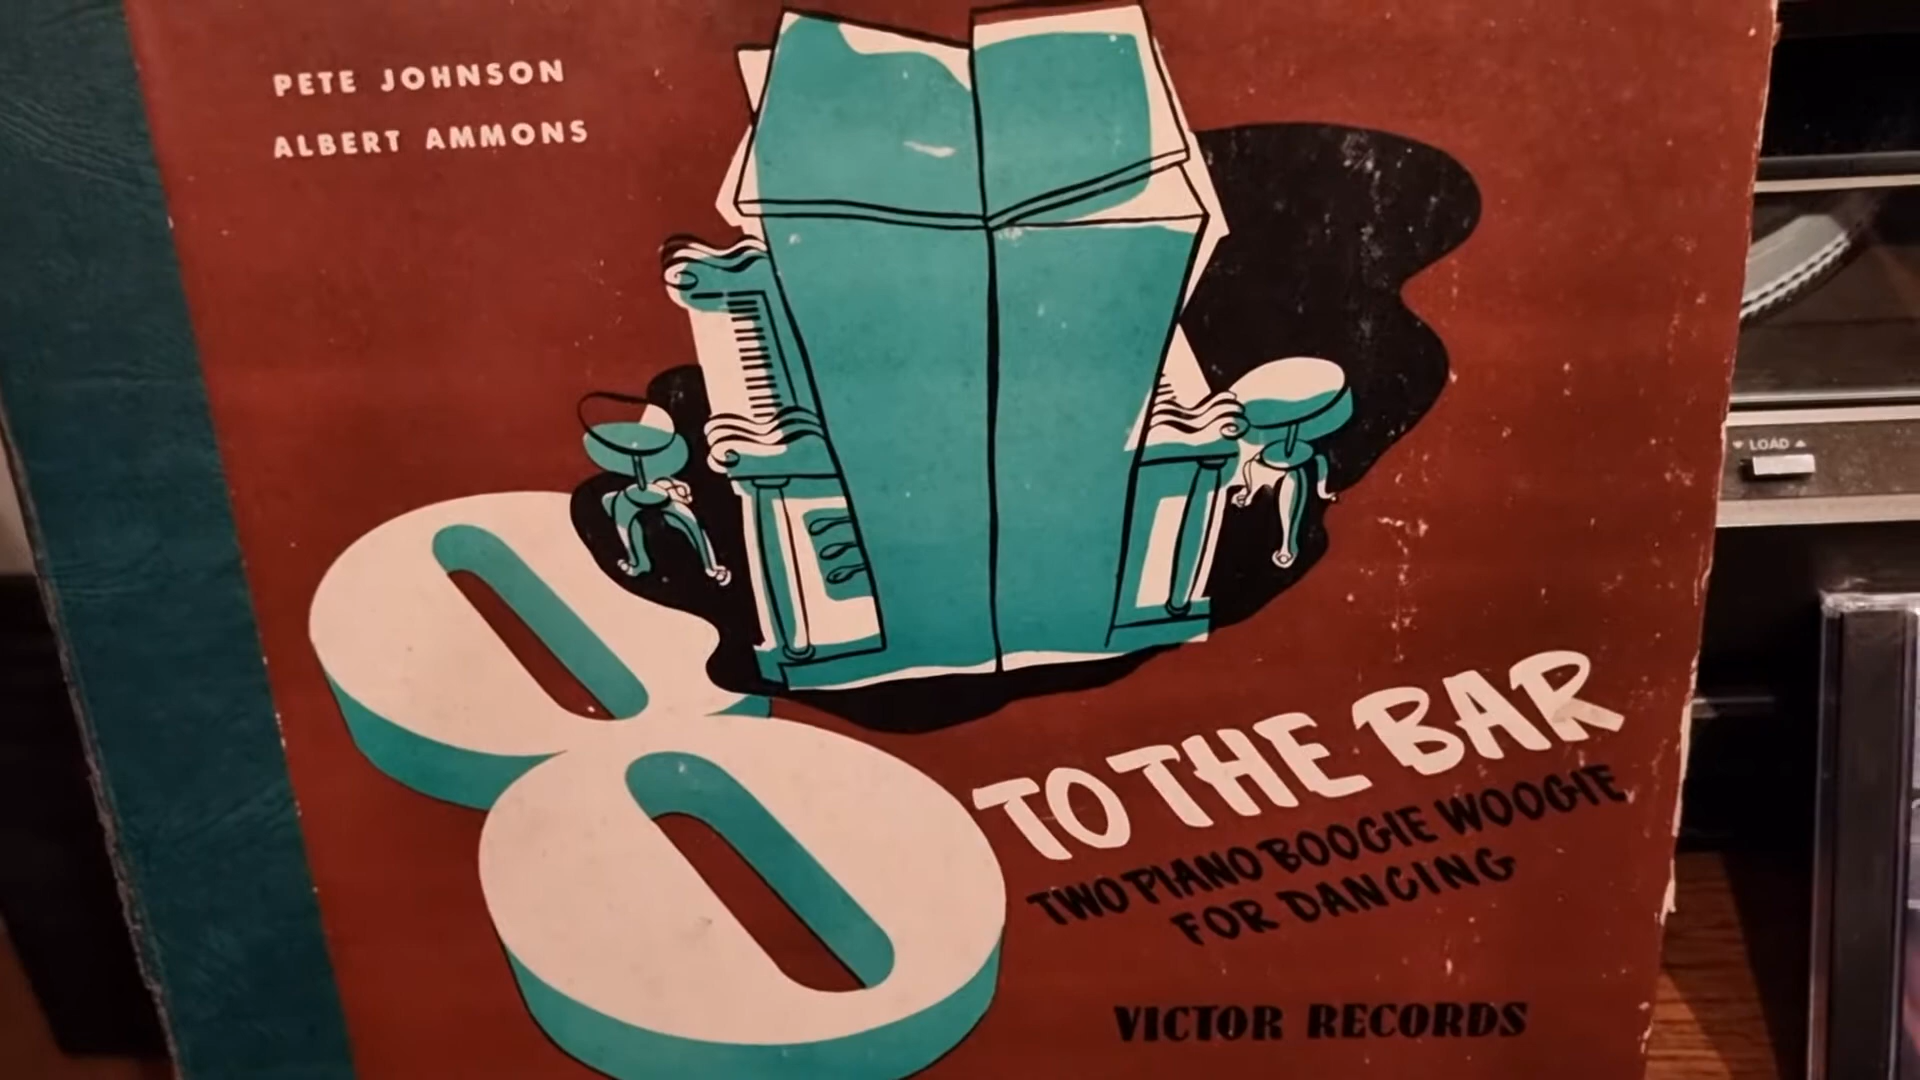 PETE JOHNSON
ALBERT AMMONS
8 TO THE BAR
TWO PIANO BOOGIE WOOGIE
FOR DANCING
VICTOR RECORDS
LOAD